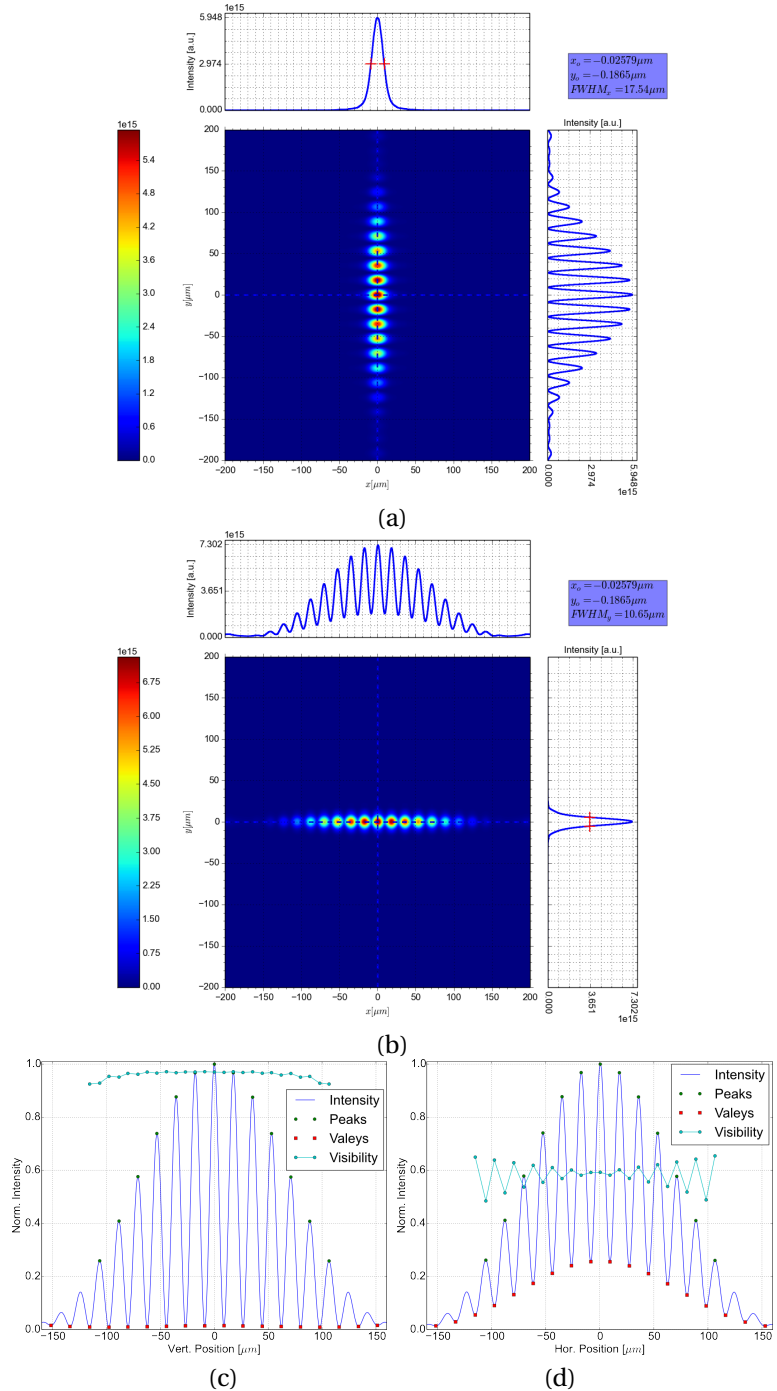 1e15
5.948
2.974
0.000
Intensity [a.u.]
x_o = −0.02579μm
y_o = −0.1865μm
FWHM_x = 17.54μm
1e15
5.4
4.8
4.2
3.6
3.0
2.4
1.8
1.2
0.6
0.0
200
150
100
50
0
−50
−100
−150
−200
y[μm]
−200 −150 −100 −50 0 50 100 150 200
x[μm]
Intensity [a.u.]
0.000 2.974 5.948
1e15
(a)
1e15
7.302
3.651
0.000
Intensity [a.u.]
x_o = −0.02579μm
y_o = −0.1865μm
FWHM_y = 10.65μm
1e15
6.75
6.00
5.25
4.50
3.75
3.00
2.25
1.50
0.75
0.00
200
150
100
50
0
−50
−100
−150
−200
y[μm]
−200 −150 −100 −50 0 50 100 150 200
x[μm]
Intensity [a.u.]
0.000 3.651 7.302
1e15
(b)
1.0
0.8
0.6
0.4
0.2
0.0
Norm. Intensity
−150 −100 −50 0 50 100 150
Vert. Position [μm]
Intensity
Peaks
Valeys
Visibility
(c)
1.0
0.8
0.6
0.4
0.2
0.0
Norm. Intensity
−150 −100 −50 0 50 100 150
Hor. Position [μm]
Intensity
Peaks
Valeys
Visibility
(d)